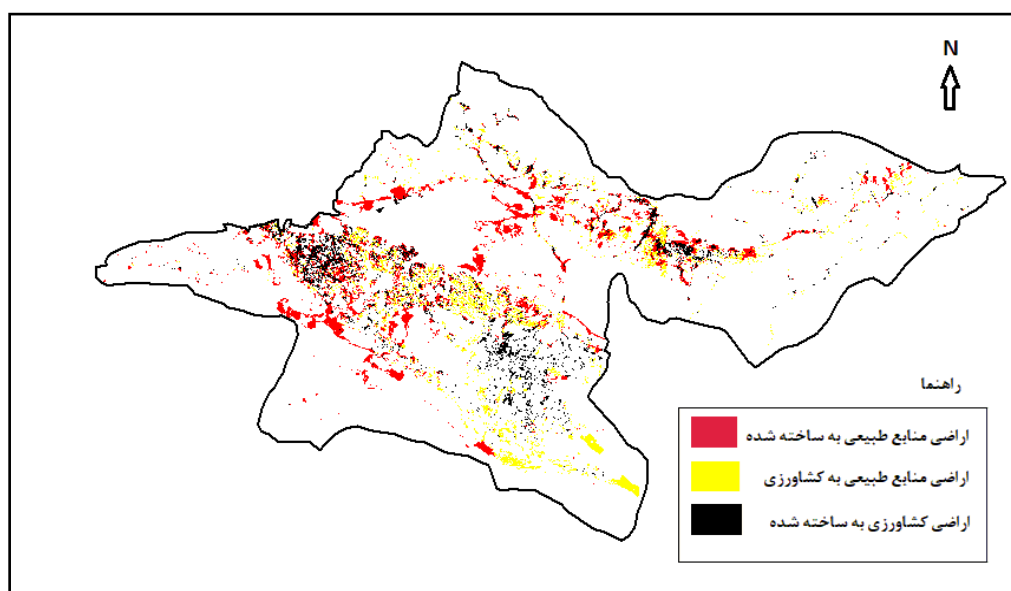 N
راهنما
اراضی منابع طبیعی به ساخته شده
اراضی منابع طبیعی به کشاورزی
اراضی کشاورزی به ساخته شده